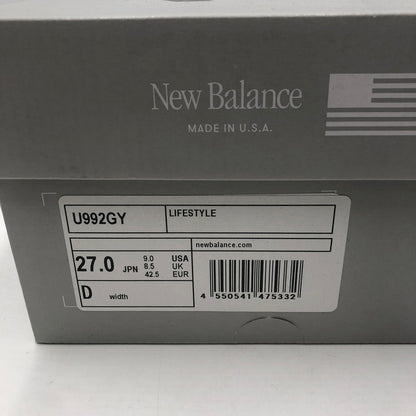 New Balance
MADE IN U.S.A.
U992GY LIFESTYLE
newbalance.com
27.0 JPN 9.0 USA
8.5 UK
42.5 EUR
D width
4 550541 475332